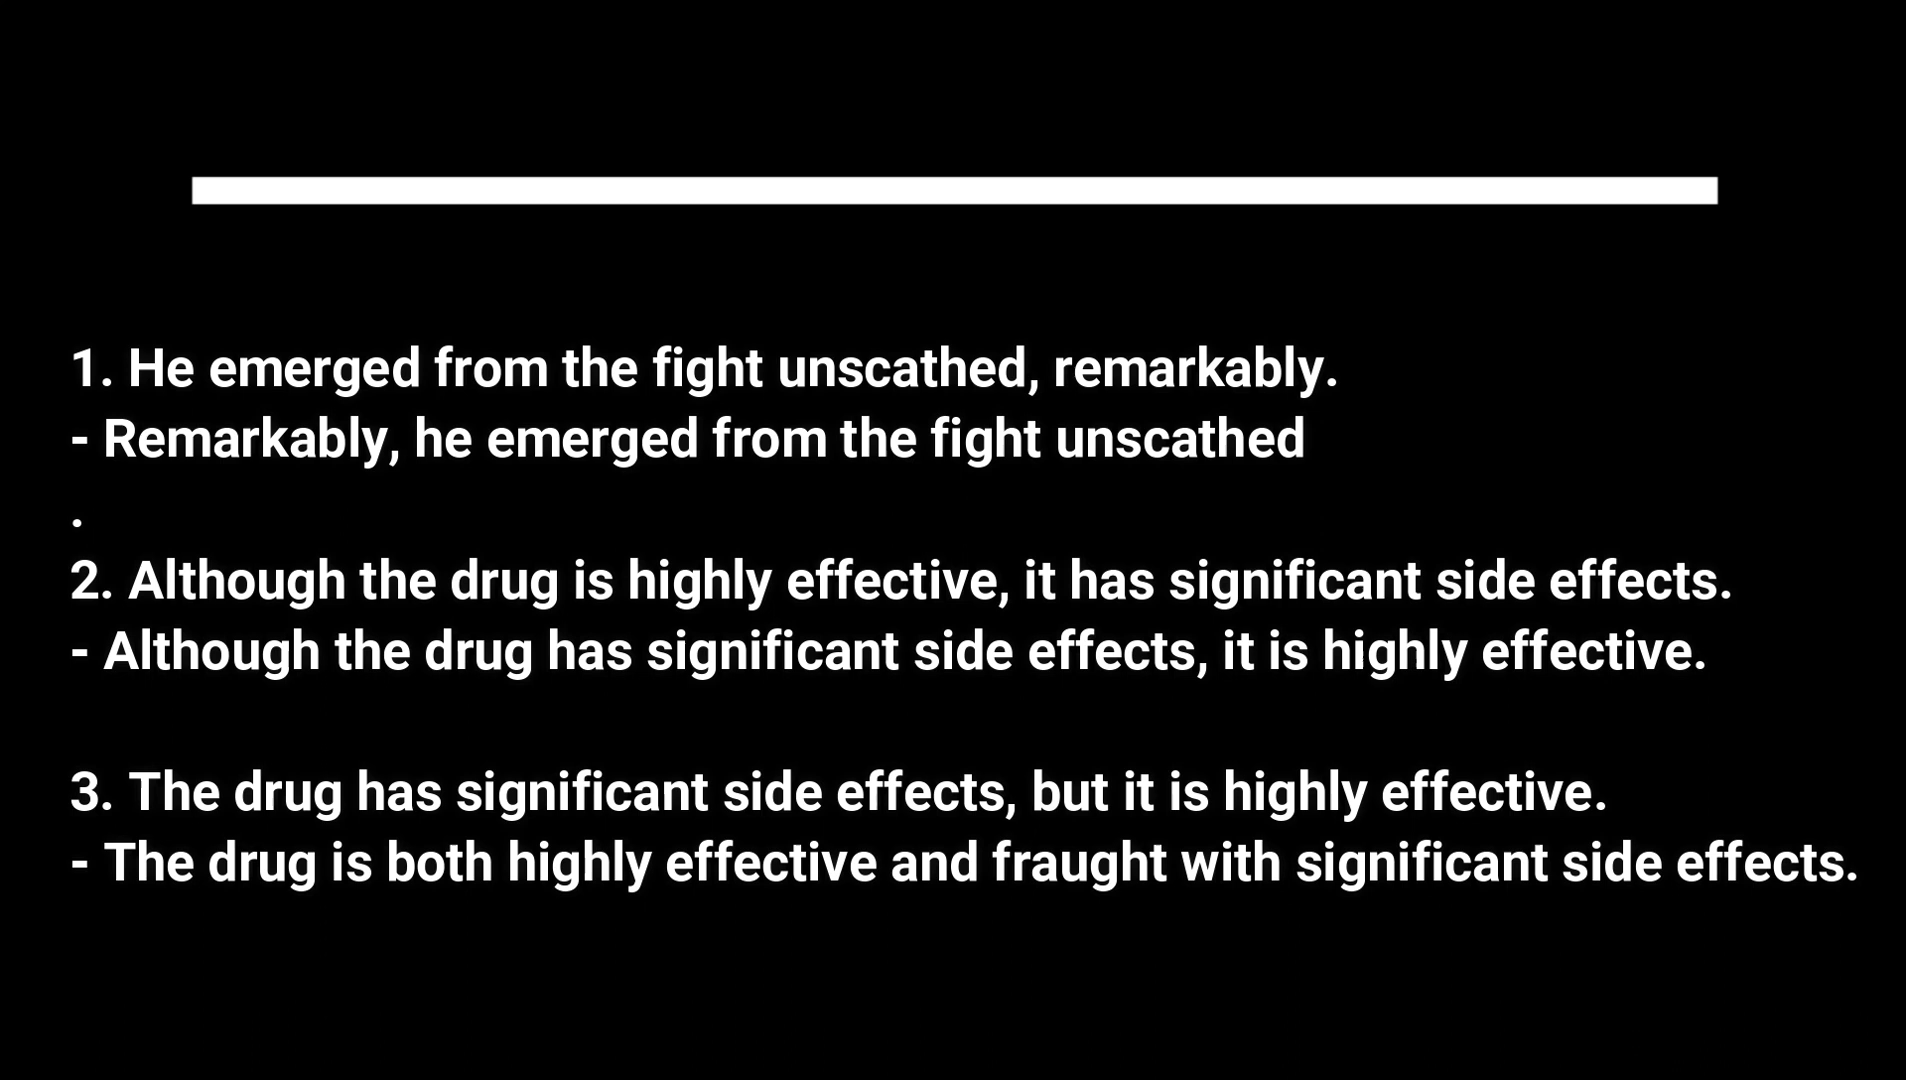 1. He emerged from the fight unscathed, remarkably.
- Remarkably, he emerged from the fight unscathed
.
2. Although the drug is highly effective, it has significant side effects.
- Although the drug has significant side effects, it is highly effective.
3. The drug has significant side effects, but it is highly effective.
- The drug is both highly effective and fraught with significant side effects.